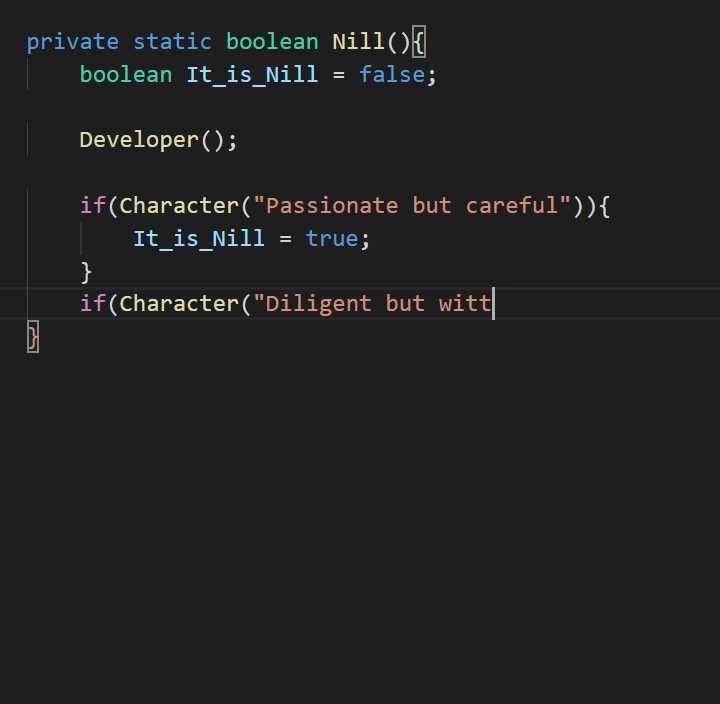 private static boolean Nill(){
    boolean It_is_Nill = false;
    Developer();
    if(Character("Passionate but careful")){
        It_is_Nill = true;
    }
    if(Character("Diligent but witt
}